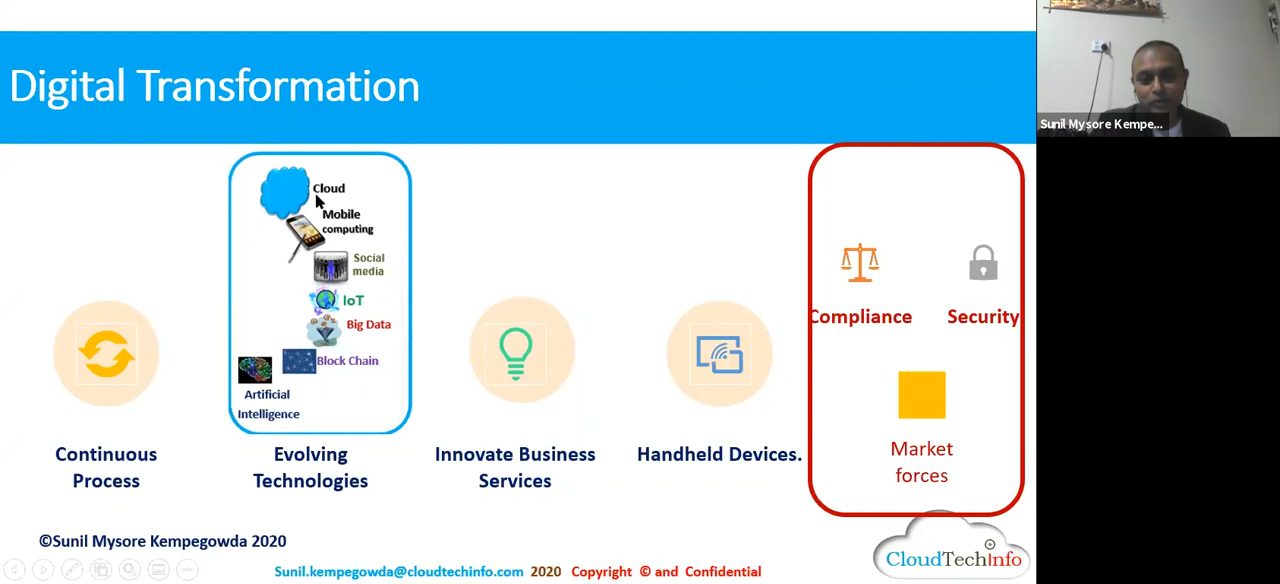 Digital Transformation
Sunil Mysore Kempe...
Cloud
Mobile
computing
Social
media
IoT
Big Data
Block Chain
Artificial
Intelligence
Compliance
Security
Market
forces
Continuous
Process
Evolving
Technologies
Innovate Business
Services
Handheld Devices.
©Sunil Mysore Kempegowda 2020
CloudTechInfo
Sunil.kempegowda@cloudtechinfo.com 2020 Copyright © and Confidential